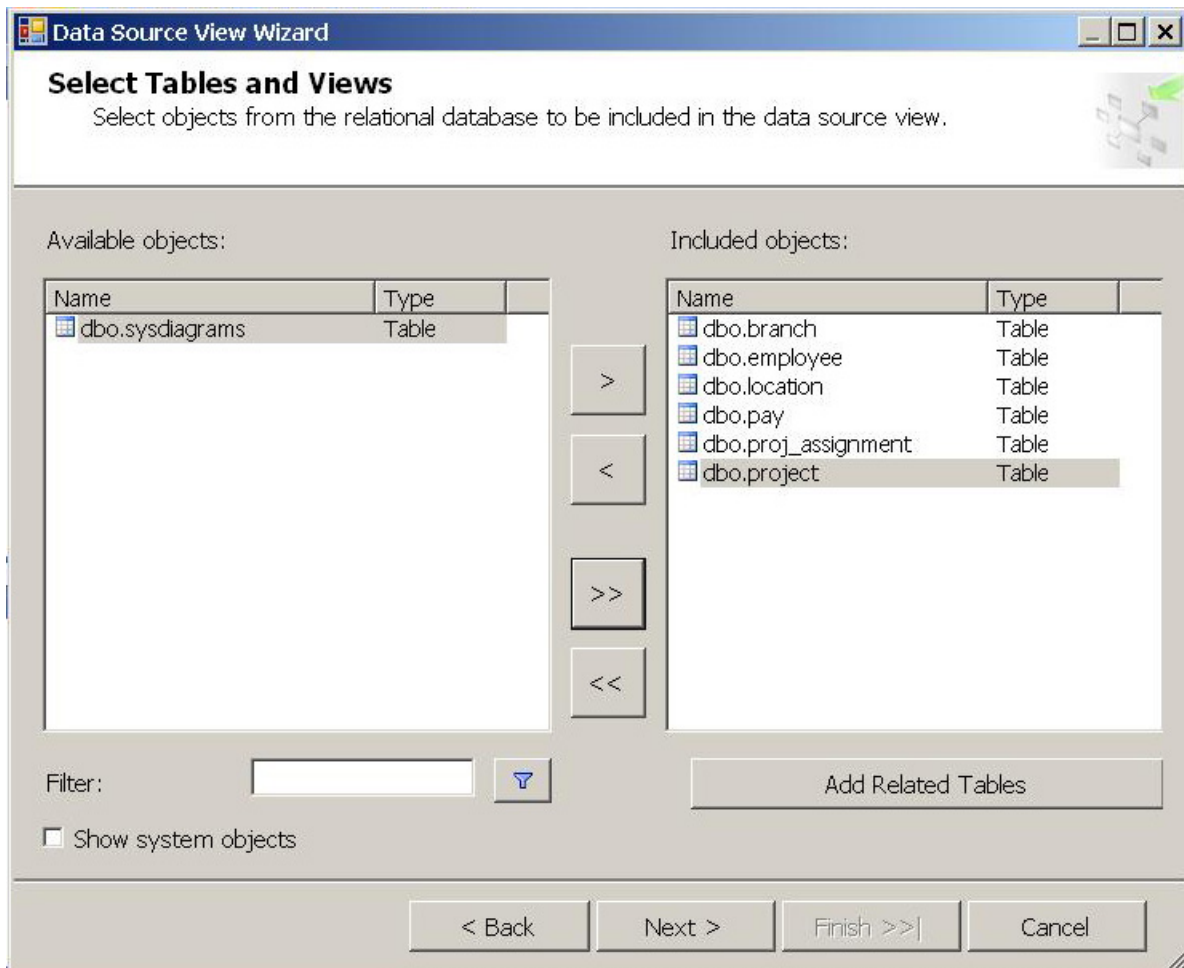 Data Source View Wizard
Select Tables and Views
Select objects from the relational database to be included in the data source view.
Available objects:
Name Type
dbo.sysdiagrams Table
>
<
>>
<<
Included objects:
Name Type
dbo.branch Table
dbo.employee Table
dbo.location Table
dbo.pay Table
dbo.proj_assignment Table
dbo.project Table
Filter:
Add Related Tables
Show system objects
< Back Next > Finish >>| Cancel